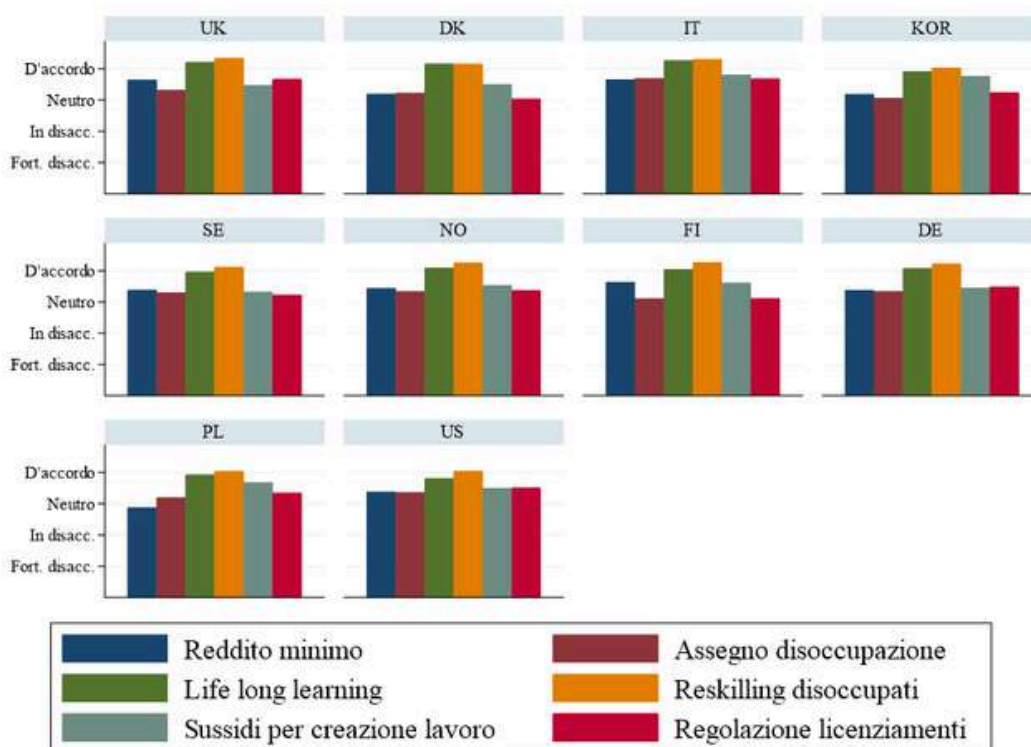 UK DK IT KOR
D'accordo
Neutro
In disacc.
Fort. disacc.
SE NO FI DE
D'accordo
Neutro
In disacc.
Fort. disacc.
PL US
D'accordo
Neutro
In disacc.
Fort. disacc.
Reddito minimo Assegno disoccupazione
Life long learning Reskilling disoccupati
Sussidi per creazione lavoro Regolazione licenziamenti